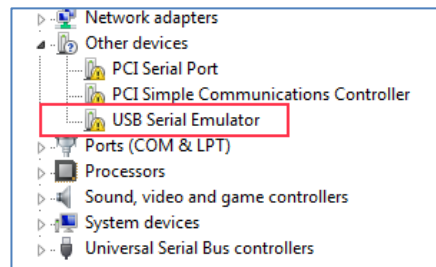 Network adapters
Other devices
PCI Serial Port
PCI Simple Communications Controller
USB Serial Emulator
Ports (COM & LPT)
Processors
Sound, video and game controllers
System devices
Universal Serial Bus controllers